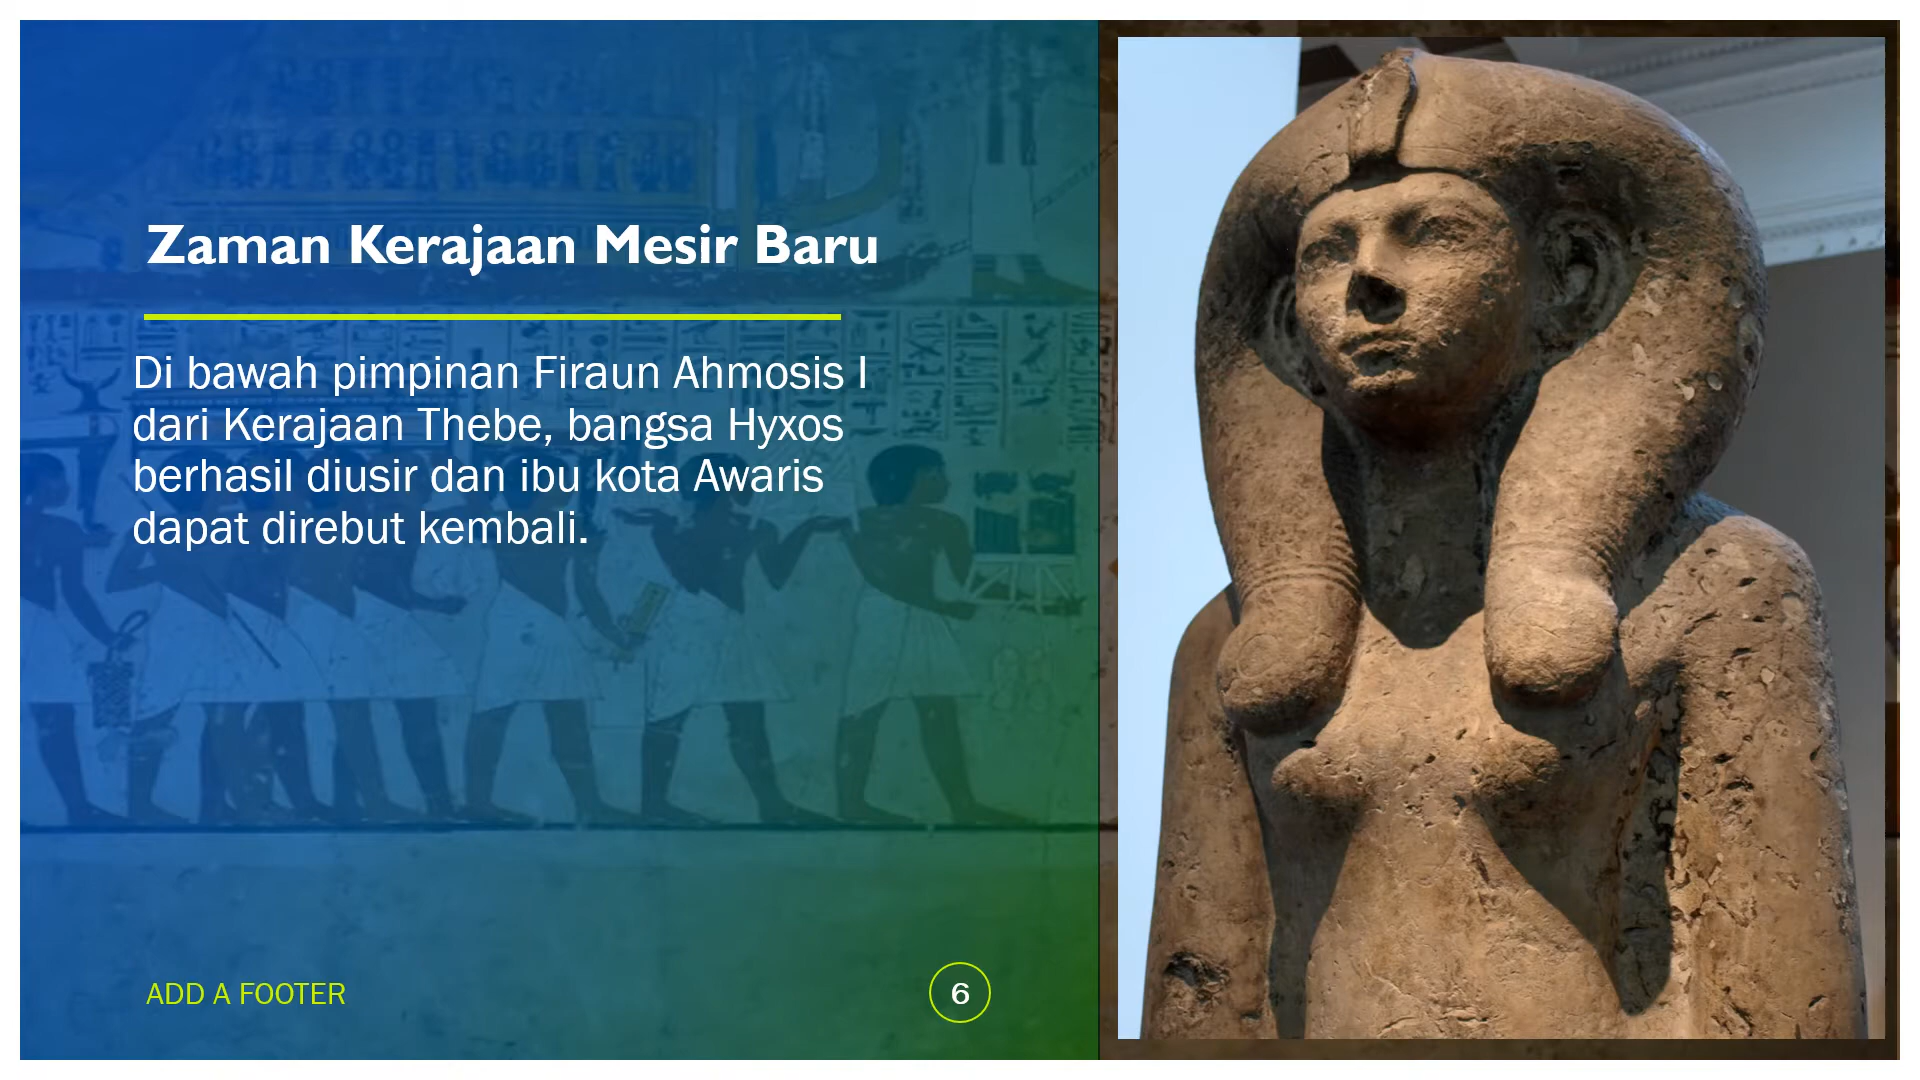 Zaman Kerajaan Mesir Baru
Di bawah pimpinan Firaun Ahmosis I
dari Kerajaan Thebe, bangsa Hyxos
berhasil diusir dan ibu kota Awaris
dapat direbut kembali.
ADD A FOOTER
6